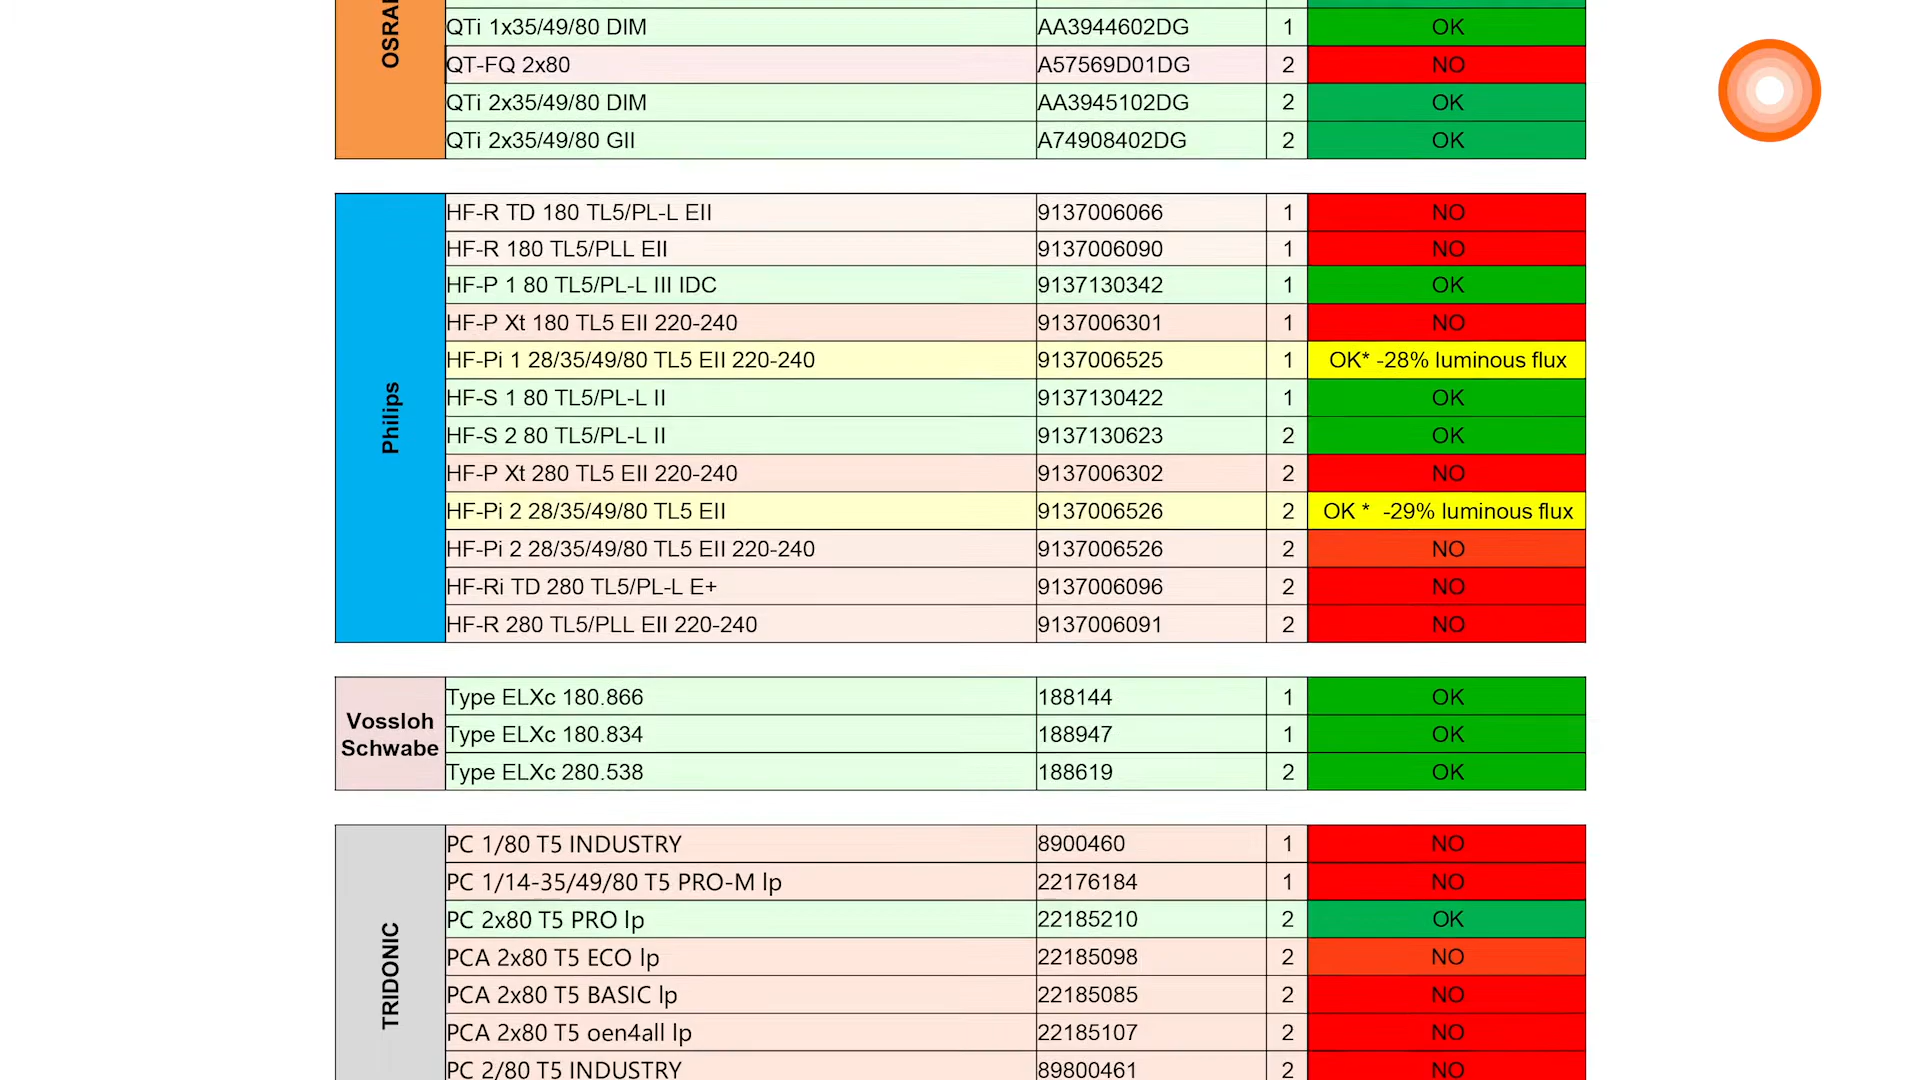 OSRA
QTi 1x35/49/80 DIM AA3944602DG 1 OK
QT-FQ 2x80 A57569D01DG 2 NO
QTi 2x35/49/80 DIM AA3945102DG 2 OK
QTi 2x35/49/80 GII A74908402DG 2 OK
Philips
HF-R TD 180 TL5/PL-L EII 9137006066 1 NO
HF-R 180 TL5/PLL EII 9137006090 1 NO
HF-P 1 80 TL5/PL-L III IDC 9137130342 1 OK
HF-P Xt 180 TL5 EII 220-240 9137006301 1 NO
HF-Pi 1 28/35/49/80 TL5 EII 220-240 9137006525 1 OK* -28% luminous flux
HF-S 1 80 TL5/PL-L II 9137130422 1 OK
HF-S 2 80 TL5/PL-L II 9137130623 2 OK
HF-P Xt 280 TL5 EII 220-240 9137006302 2 NO
HF-Pi 2 28/35/49/80 TL5 EII 9137006526 2 OK * -29% luminous flux
HF-Pi 2 28/35/49/80 TL5 EII 220-240 9137006526 2 NO
HF-Ri TD 280 TL5/PL-L E+ 9137006096 2 NO
HF-R 280 TL5/PLL EII 220-240 9137006091 2 NO
Vossloh
Schwabe
Type ELXc 180.866 188144 1 OK
Type ELXc 180.834 188947 1 OK
Type ELXc 280.538 188619 2 OK
TRIDONIC
PC 1/80 T5 INDUSTRY 8900460 1 NO
PC 1/14-35/49/80 T5 PRO-M lp 22176184 1 NO
PC 2x80 T5 PRO lp 22185210 2 OK
PCA 2x80 T5 ECO lp 22185098 2 NO
PCA 2x80 T5 BASIC lp 22185085 2 NO
PCA 2x80 T5 oen4all lp 22185107 2 NO
PC 2/80 T5 INDUSTRY 89800461 2 NO